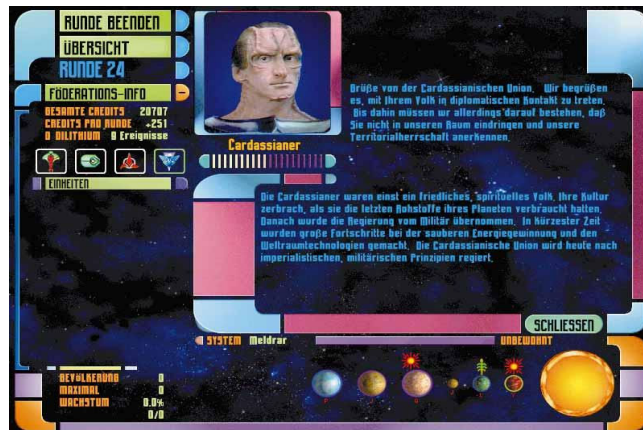 RUNDE BEENDEN
ÜBERSICHT
RUNDE 24
FÖDERATIONS-INFO
GESAMTE CREDITS 20707
CREDITS PRO RUNDE +251
0 DILITHIUM 0 Ereignisse
EINHEITEN
Cardassianer
Grüße von der Cardassianischen Union. Wir begrüßen
es, mit Ihrem Volk in diplomatischen Kontakt zu treten.
Bis dahin müssen wir allerdings darauf bestehen, daß
Sie nicht in unseren Raum eindringen und unsere
Territorialherrschaft anerkennen.
Die Cardassianer waren einst ein friedliches, spirituelles Volk. Ihre Kultur
zerbrach, als sie die letzten Rohstoffe ihres Planeten verbraucht hatten.
Danach wurde die Regierung vom Militär übernommen. In kürzester Zeit
wurden große Fortschritte bei der sauberen Energiegewinnung und den
Weltraumtechnologien gemacht. Die Cardassianische Union wird heute nach
imperialistischen, militärischen Prinzipien regiert.
SCHLIESSEN
SYSTEM Meldrar UNBEWOHNT
BEVÖLKERUNG 0
MAXIMAL 0
WACHSTUM 0.0%
0/0